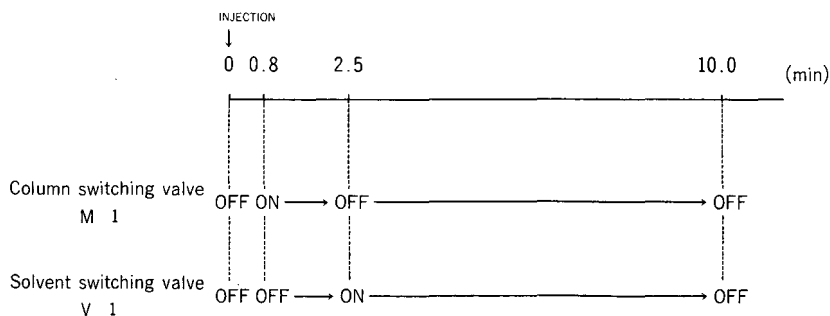 INJECTION
0 0.8 2.5 10.0 (min)
Column switching valve
M 1
OFF ON OFF OFF
Solvent switching valve
V 1
OFF OFF ON OFF